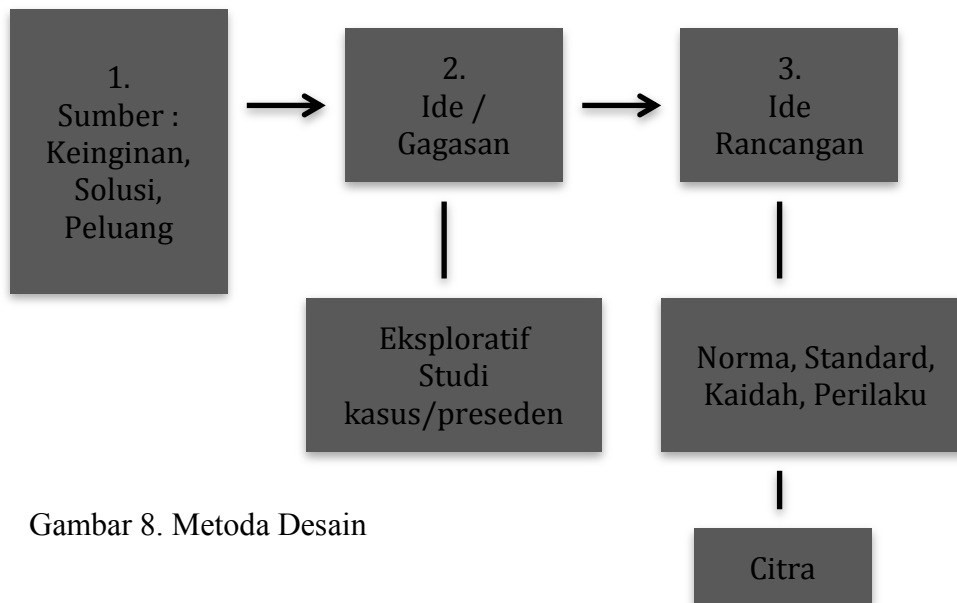 1.
Sumber :
Keinginan,
Solusi,
Peluang
2.
Ide /
Gagasan
3.
Ide
Rancangan
Eksploratif
Studi
kasus/preseden
Norma, Standard,
Kaidah, Perilaku
Gambar 8. Metoda Desain
Citra